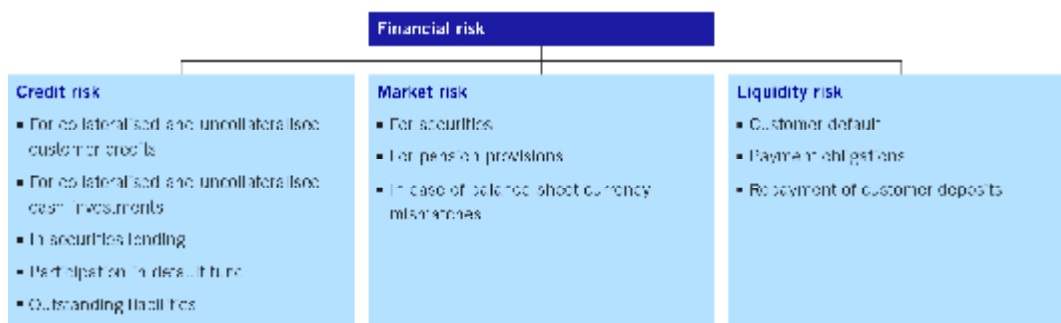 Financial risk
Credit risk
▪ For collateralised and uncollateralised
customer credits
▪ For collateralised and uncollateralised
cash investments
▪ In securities lending
▪ Participation in default fund
▪ Outstanding liabilities
Market risk
▪ For securities
▪ For pension provisions
▪ In case of balance sheet currency
mismatches
Liquidity risk
▪ Customer default
▪ Payment obligations
▪ Repayment of customer deposits